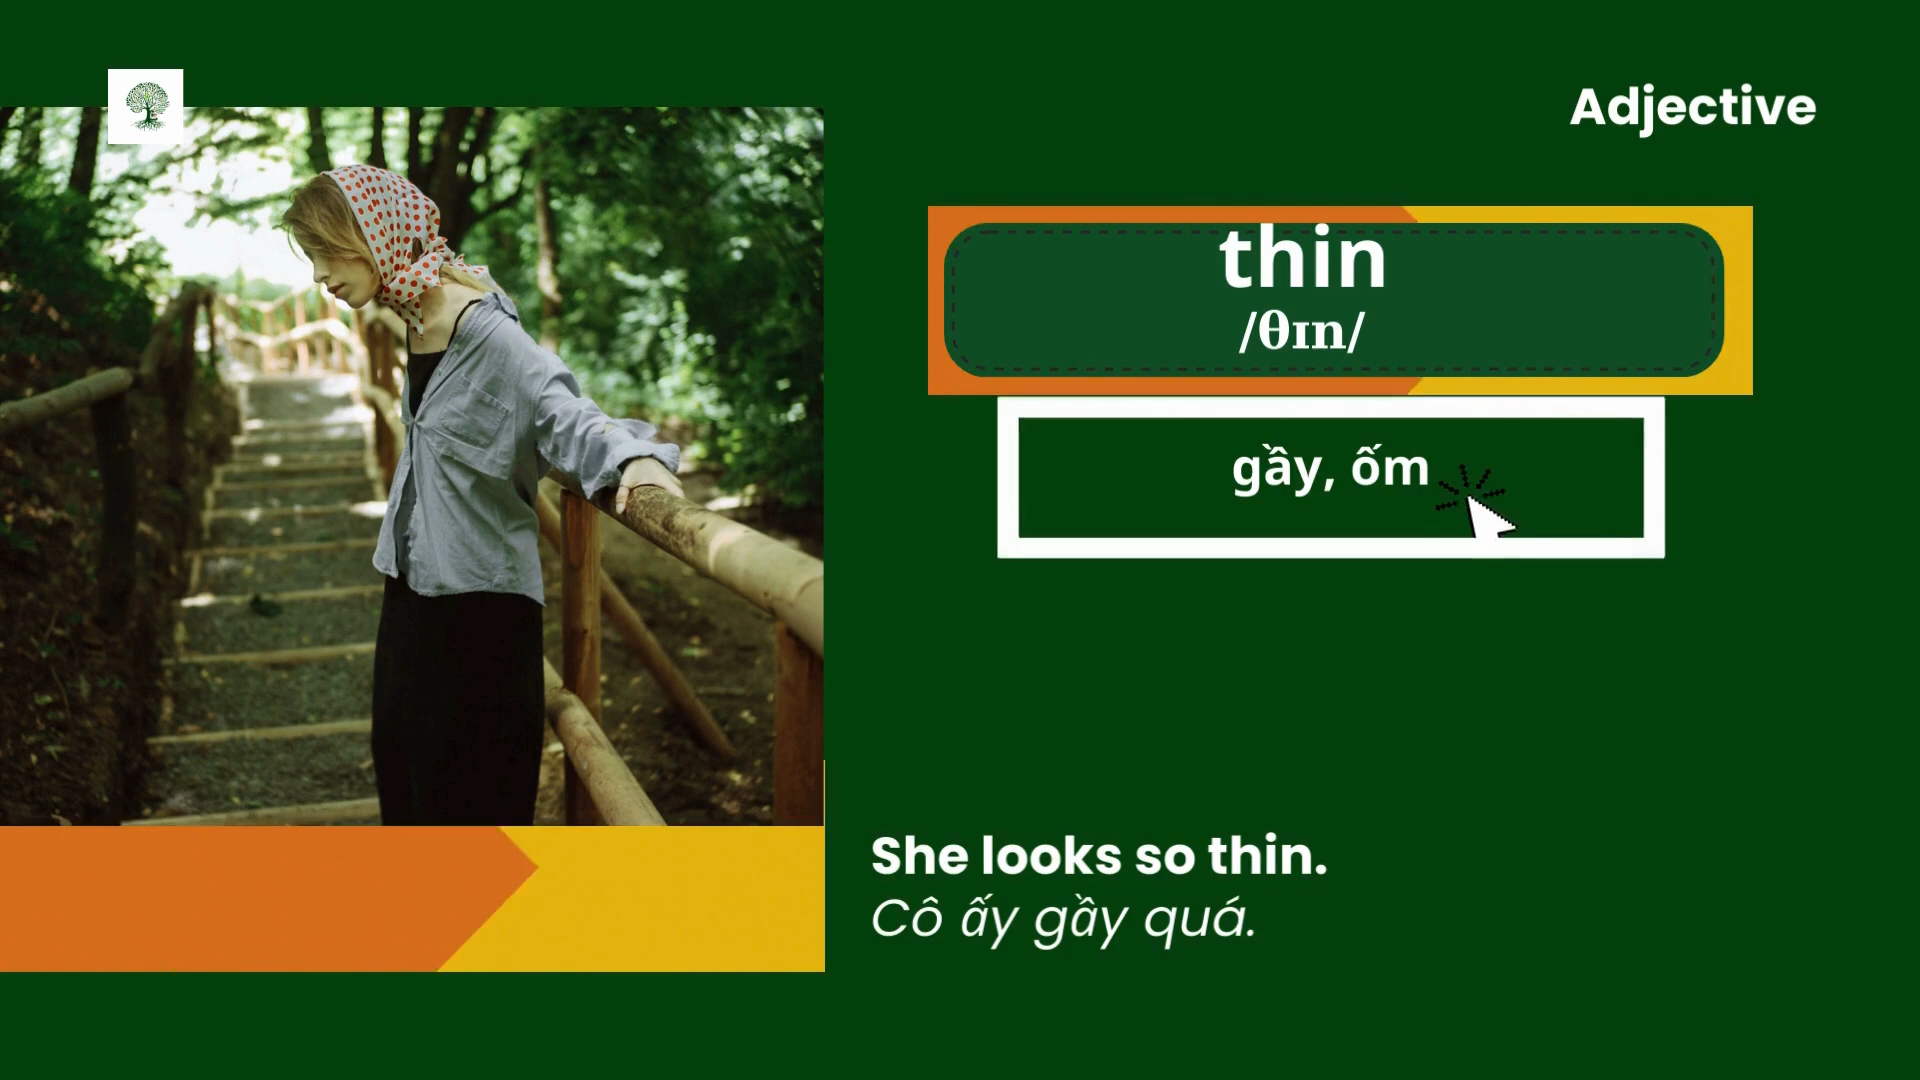 Adjective
thin
/θɪn/
gầy, ốm
She looks so thin.
Cô ấy gầy quá.